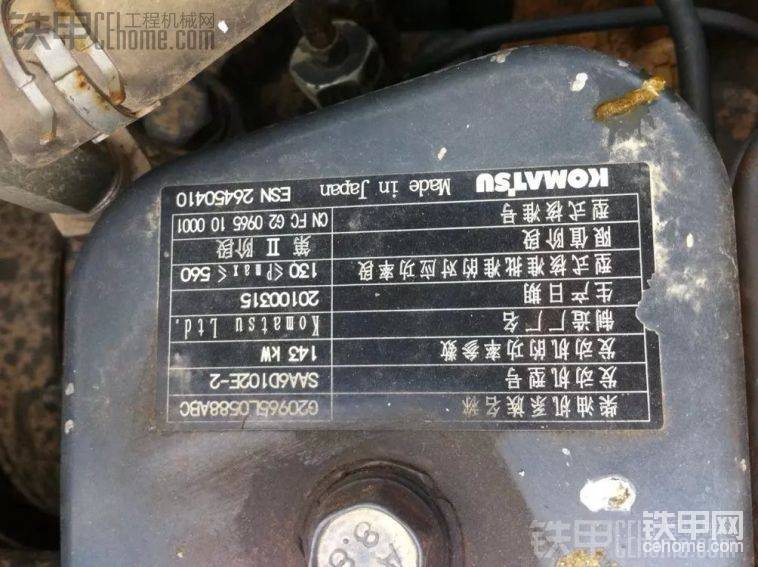 铁甲 工程机械网
CEhome.com
柴油机系族名称 G20965L0588ABC
发动机型号 SAA6D102E-2
发动机的功率参数 143 kW
制造厂名 Komatsu Ltd.
生产日期 20100315
型式核准批准的对应功率段 130≤Pmax≤560
限值阶段 第Ⅱ阶段
型式核准号 CN FC G2 0965 10 0001
KOMATSU Made in Japan ESN 26450410
铁甲网
cehome.com